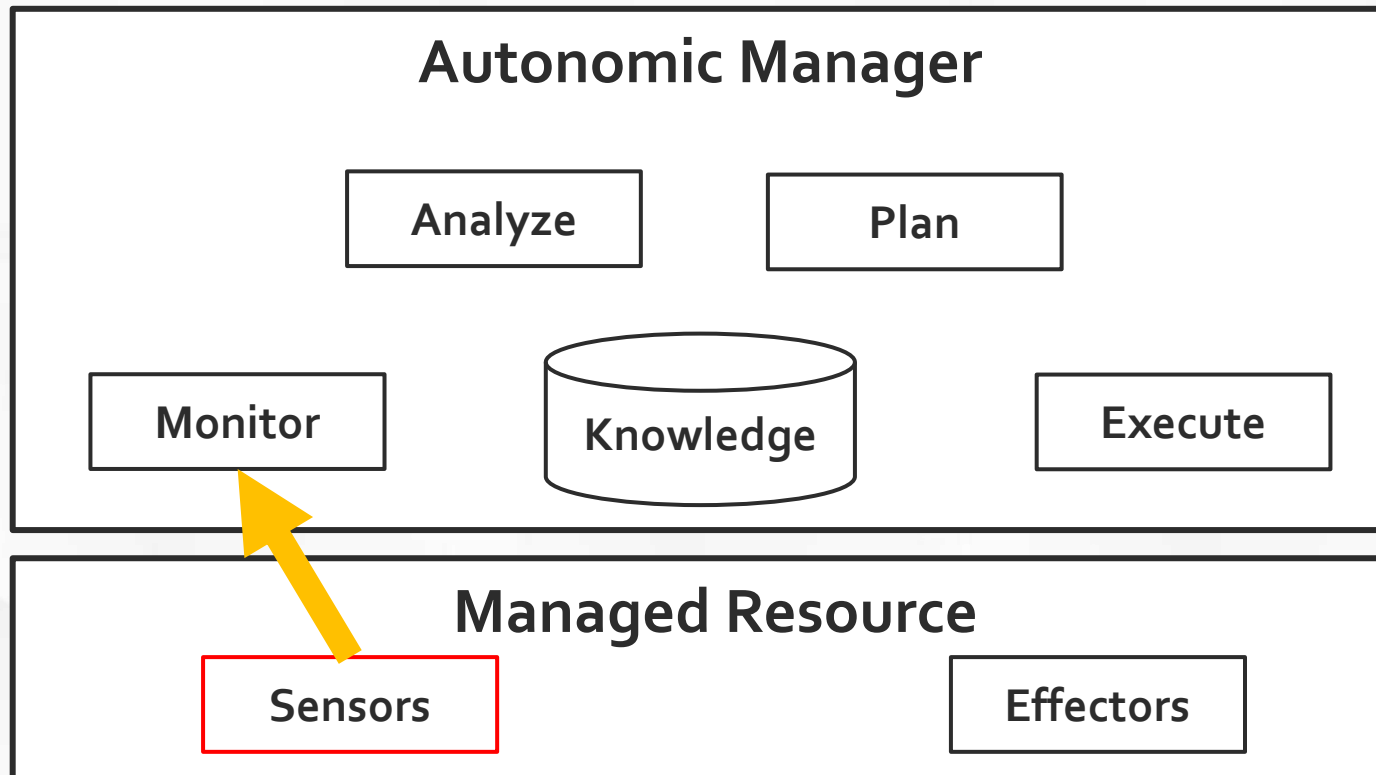 Autonomic Manager
Analyze
Plan
Monitor
Knowledge
Execute
Managed Resource
Sensors
Effectors